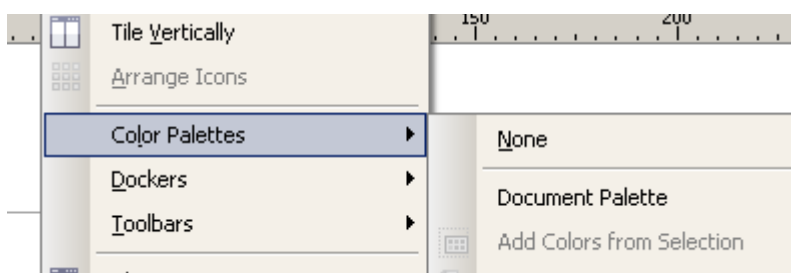 150 200
Tile Vertically
Arrange Icons
Color Palettes
None
Dockers
Document Palette
Toolbars
Add Colors from Selection